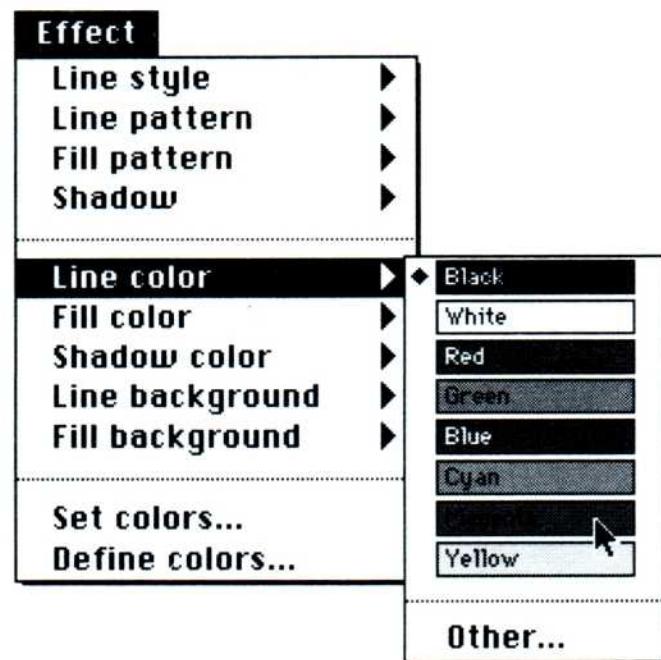 Effect
Line style
Line pattern
Fill pattern
Shadow
Line color
Fill color
Shadow color
Line background
Fill background
Set colors...
Define colors...
Black
White
Red
Green
Blue
Cyan
Magenta
Yellow
Other...